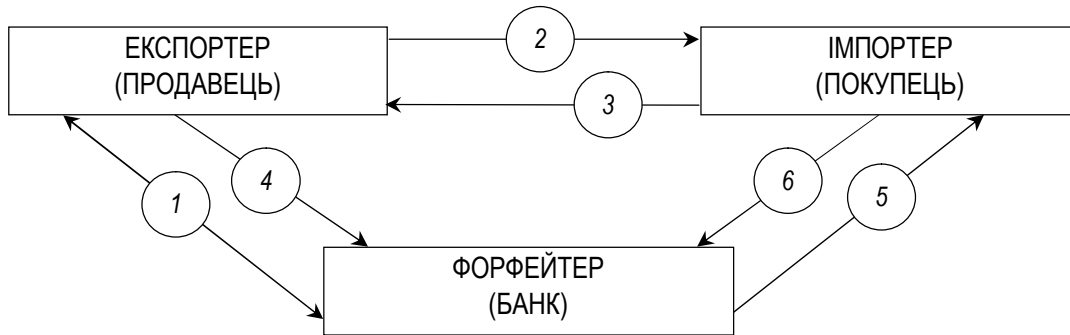 ЕКСПОРТЕР
(ПРОДАВЕЦЬ)
2
ІМПОРТЕР
(ПОКУПЕЦЬ)
3
1
4
6
5
ФОРФЕЙТЕР
(БАНК)